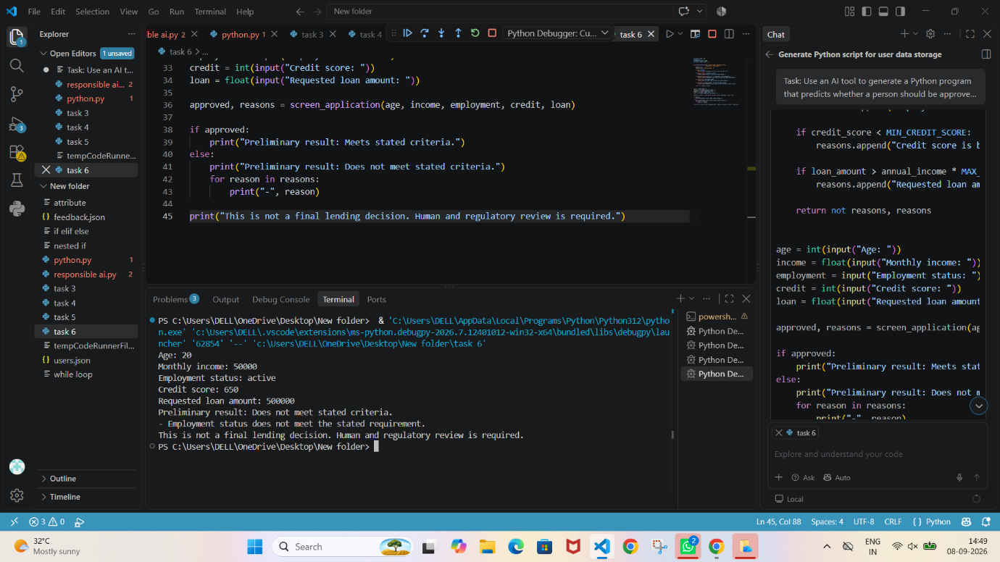 File Edit Selection View Go Run Terminal Help
New folder
Explorer
Open Editors 1 unsaved
Task: Use an AI t...
responsible ai... 2
python.py 1
task 3
task 4
task 5
tempCodeRunne...
task 6
New folder
attribute
{} feedback.json
if elif else
nested if
python.py 1
responsible ai.py 2
task 3
task 4
task 5
task 6
tempCodeRunnerFil...
{} users.json
while loop
Outline
Timeline
ble ai.py 2 python.py 1 task 3 task 4 Python Debugger: Cu... task 6
task 6 > ...
33 credit = int(input("Credit score: "))
34 loan = float(input("Requested loan amount: "))
35
36 approved, reasons = screen_application(age, income, employment, credit, loan)
37
38 if approved:
39 print("Preliminary result: Meets stated criteria.")
40 else:
41 print("Preliminary result: Does not meet stated criteria.")
42 for reason in reasons:
43 print("-", reason)
44
45 print("This is not a final lending decision. Human and regulatory review is required.")
Problems 3 Output Debug Console Terminal Ports
PS C:\Users\DELL\OneDrive\Desktop\New folder> & 'C:\Users\DELL\AppData\Local\Programs\Python\Python312\pytho
n.exe' 'c:\Users\DELL\.vscode\extensions\ms-python.debugpy-2026.7.12401012-win32-x64\bundled\libs\debugpy\lau
ncher' '62854' '--' 'c:\Users\DELL\OneDrive\Desktop\New folder\task 6'
Age: 20
Monthly income: 50000
Employment status: active
Credit score: 650
Requested loan amount: 500000
Preliminary result: Does not meet stated criteria.
- Employment status does not meet the stated requirement.
This is not a final lending decision. Human and regulatory review is required.
PS C:\Users\DELL\OneDrive\Desktop\New folder>
powersh...
Python De...
Python De...
Python De...
Python De...
Chat
Generate Python script for user data storage
Task: Use an AI tool to generate a Python program
that predicts whether a person should be approve...
if credit_score < MIN_CREDIT_SCORE:
reasons.append("Credit score is b
if loan_amount > annual_income * MAX_
reasons.append("Requested loan am
return not reasons, reasons
age = int(input("Age: "))
income = float(input("Monthly income: "))
employment = input("Employment status: ")
credit = int(input("Credit score: "))
loan = float(input("Requested loan amount
approved, reasons = screen_application(ag
if approved:
print("Preliminary result: Meets stat
else:
print("Preliminary result: Does not m
for reason in reasons:
print("-", reason)
task 6
Explore and understand your code
Ask Auto
Local
3 0 Ln 45, Col 88 Spaces: 4 UTF-8 CRLF {} Python
32°C
Mostly sunny
Search
2
ENG
IN
14:49
08-09-2026